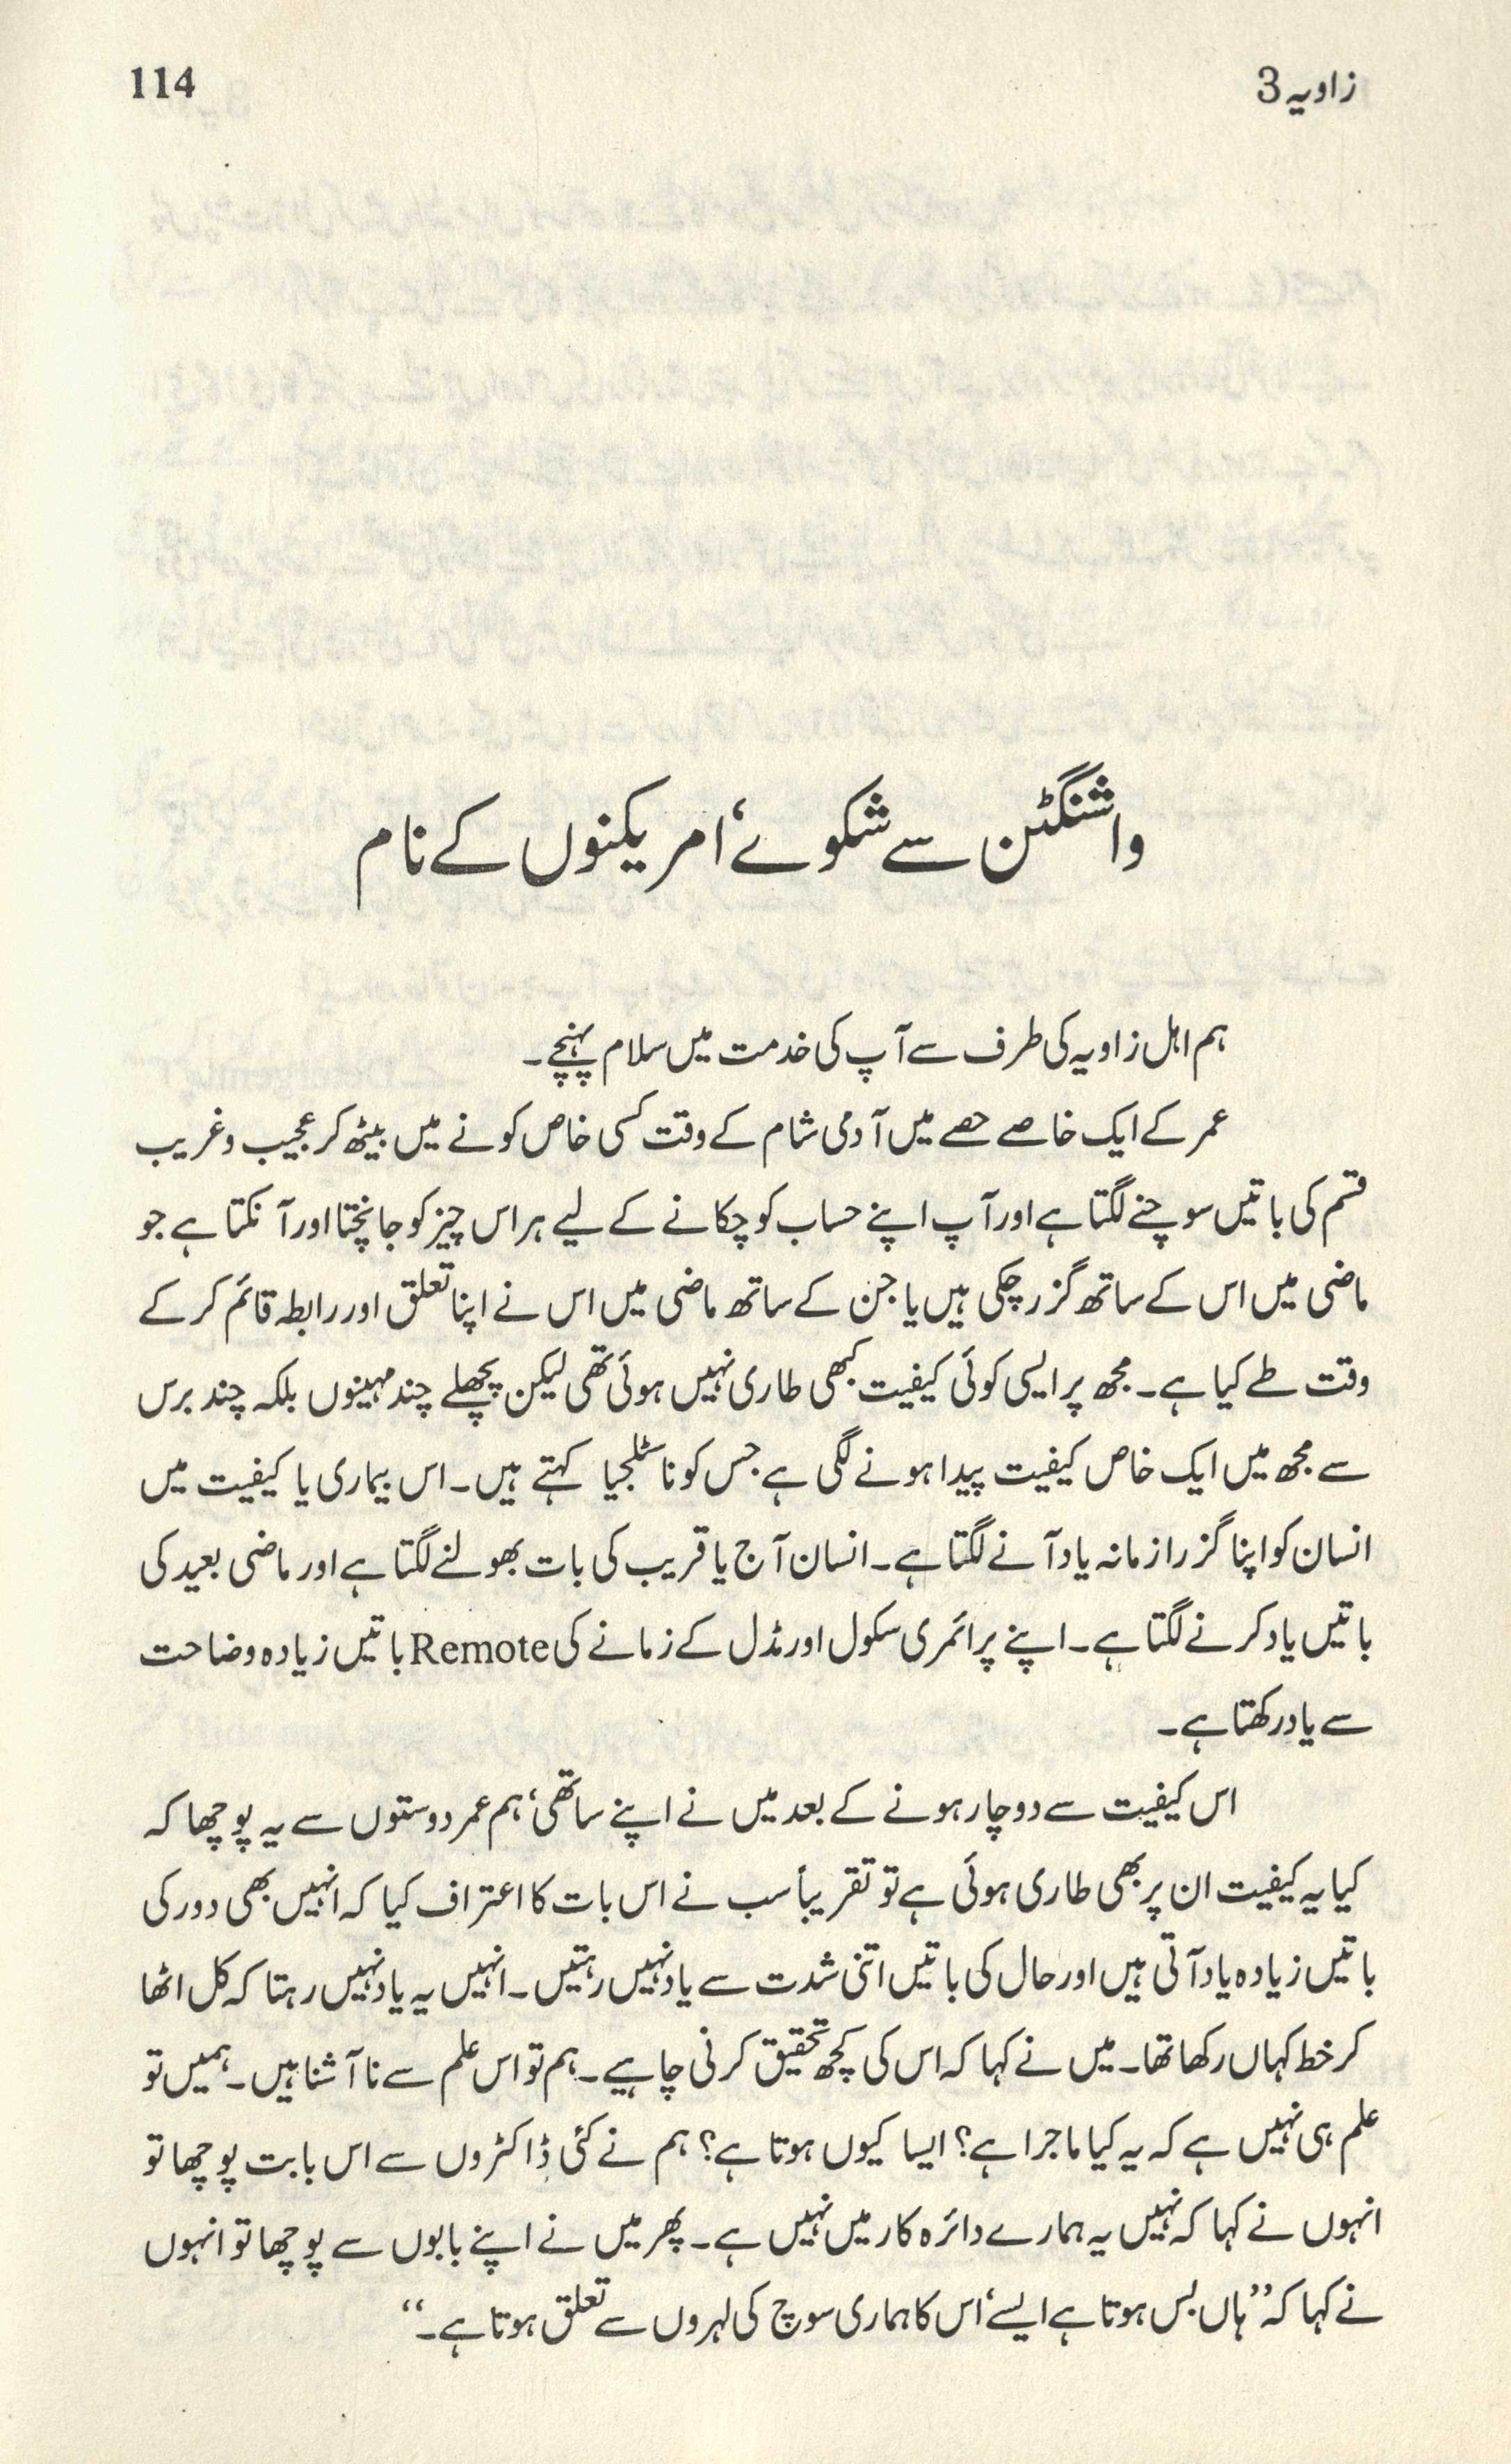 زاویہ 3
114
واشنگٹن سے شکوے‘ امریکنوں کے نام
ہم اہل زاویہ کی طرف سے آپ کی خدمت میں سلام پہنچے۔
عمر کے ایک خاصے حصے میں آدمی شام کے وقت کسی خاص کونے میں بیٹھ کر عجیب و غریب
قسم کی باتیں سوچنے لگتا ہے اور آپ اپنے حساب کو چکانے کے لیے ہر اس چیز کو جانچتا اور آنکتا ہے جو
ماضی میں اس کے ساتھ گزر چکی ہیں یا جن کے ساتھ ماضی میں اس نے اپنا تعلق اور رابطہ قائم کر کے
وقت طے کیا ہے۔ مجھ پر ایسی کوئی کیفیت کبھی طاری نہیں ہوئی تھی لیکن پچھلے چند مہینوں بلکہ چند برس
سے مجھ میں ایک خاص کیفیت پیدا ہونے لگی ہے جس کو ناسٹلجیا کہتے ہیں۔ اس بیماری یا کیفیت میں
انسان کو اپنا گزرا زمانہ یاد آنے لگتا ہے۔ انسان آج یا قریب کی بات بھولنے لگتا ہے اور ماضی بعید کی
باتیں یاد کرنے لگتا ہے۔ اپنے پرائمری سکول اور مڈل کے زمانے کی Remote باتیں زیادہ وضاحت
سے یاد رکھتا ہے۔
اس کیفیت سے دوچار ہونے کے بعد میں نے اپنے ساتھی‘ ہم عمر دوستوں سے یہ پوچھا کہ
کیا یہ کیفیت ان پر بھی طاری ہوئی ہے تو تقریباً سب نے اس بات کا اعتراف کیا کہ انہیں بھی دور کی
باتیں زیادہ یاد آتی ہیں اور حال کی باتیں اتنی شدت سے یاد نہیں رہتیں۔ انہیں یہ یاد نہیں رہتا کہ کل اٹھا
کر خط کہاں رکھا تھا۔ میں نے کہا کہ اس کی کچھ تحقیق کرنی چاہیے۔ ہم تو اس علم سے نا آشنا ہیں۔ ہمیں تو
علم ہی نہیں ہے کہ یہ کیا ماجرا ہے؟ ایسا کیوں ہوتا ہے؟ ہم نے کئی ڈاکٹروں سے اس بابت پوچھا تو
انہوں نے کہا کہ نہیں یہ ہمارے دائرہ کار میں نہیں ہے۔ پھر میں نے اپنے بابوں سے پوچھا تو انہوں
نے کہا کہ ”ہاں بس ہوتا ہے ایسے‘ اس کا ہماری سوچ کی لہروں سے تعلق ہوتا ہے۔“